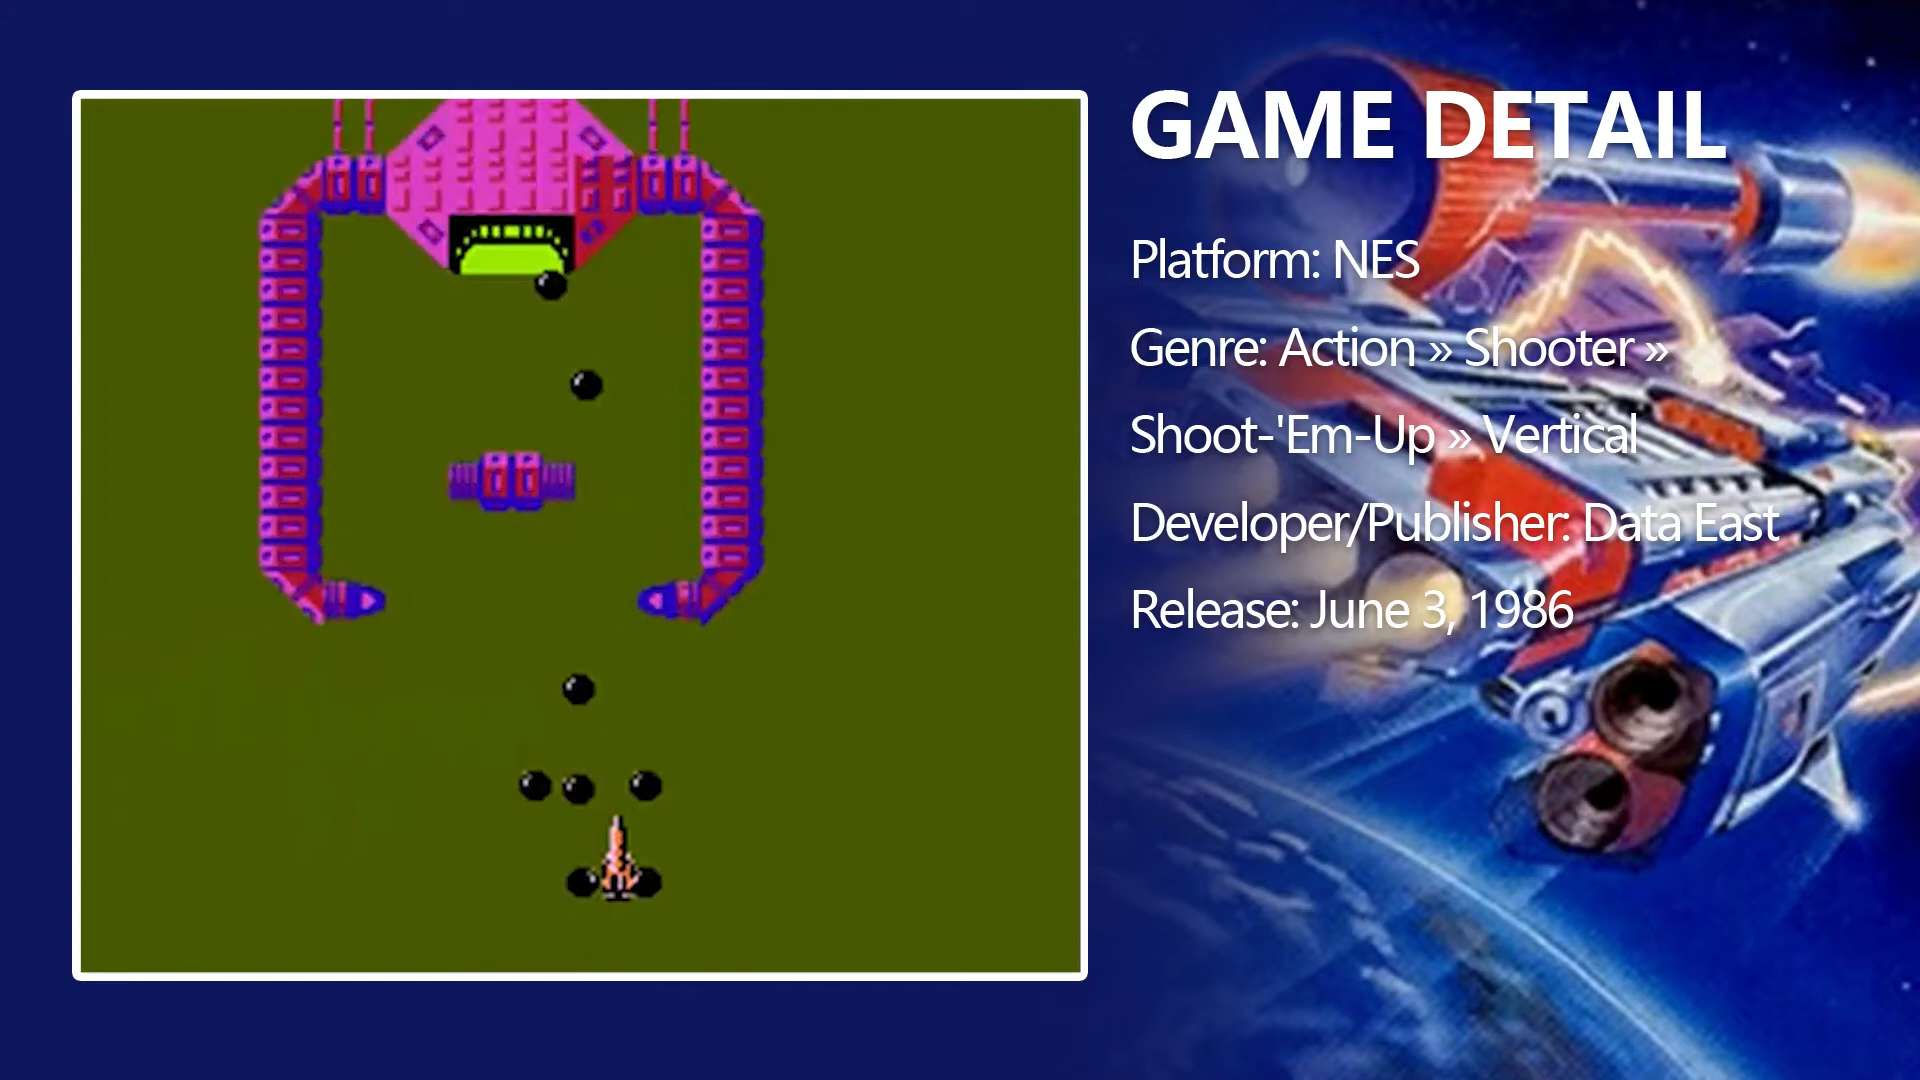 GAME DETAIL
Platform: NES
Genre: Action » Shooter »
Shoot-'Em-Up » Vertical
Developer/Publisher: Data East
Release: June 3, 1986